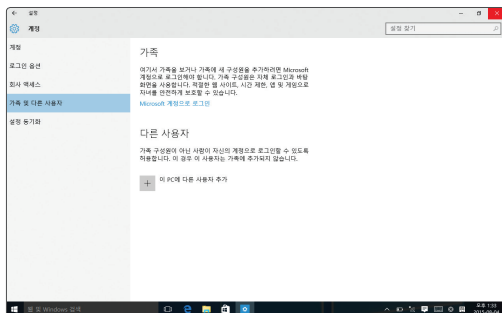 설정
계정
설정 찾기
계정
로그인 옵션
회사 액세스
가족 및 다른 사용자
설정 동기화
가족
여기서 가족을 보거나 가족에 새 구성원을 추가하려면 Microsoft
계정으로 로그인해야 합니다. 가족 구성원은 자체 로그인과 바탕
화면을 사용합니다. 적절한 웹 사이트, 시간 제한, 앱 및 게임으로
자녀를 안전하게 보호할 수 있습니다.
Microsoft 계정으로 로그인
다른 사용자
가족 구성원이 아닌 사람이 자신의 계정으로 로그인할 수 있도록
허용합니다. 이 경우 이 사용자는 가족에 추가되지 않습니다.
이 PC에 다른 사용자 추가
웹 및 Windows 검색
오후 1:33
2015-09-04